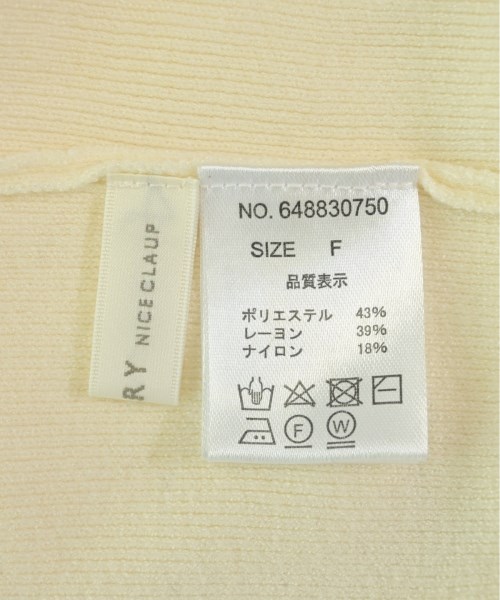 RY NICE CLAUP
NO. 648830750
SIZE F
品質表示
ポリエステル 43%
レーヨン 39%
ナイロン 18%
F W